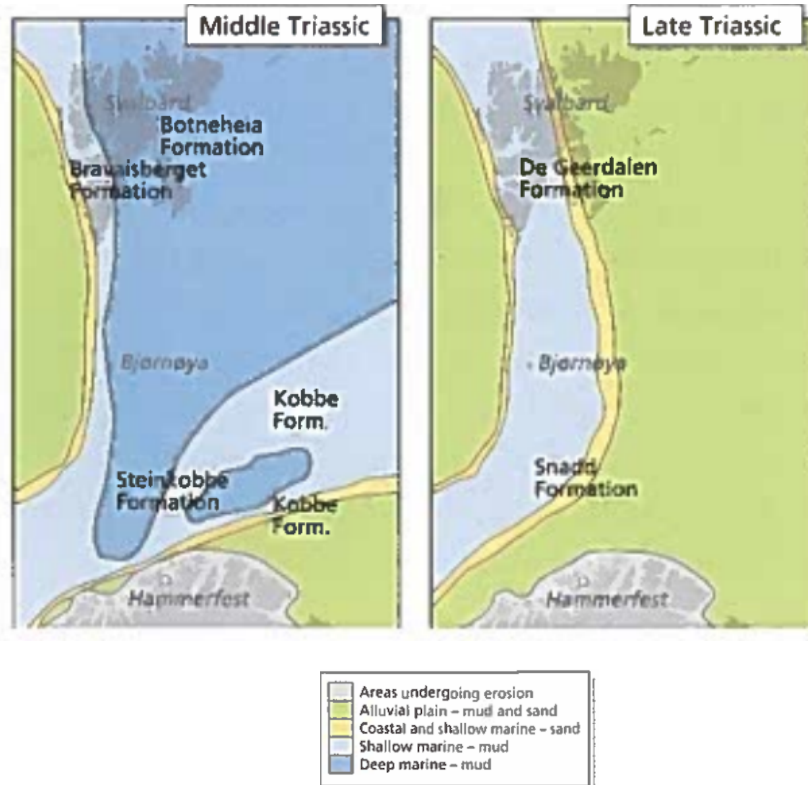 Middle Triassic
Svalbard
Botneheia
Formation
Bravaisberget
Formation
Bjørnøya
Kobbe
Form.
Steinkobbe
Formation
Kobbe
Form.
Hammerfest
Late Triassic
Svalbard
De Geerdalen
Formation
Bjørnøya
Snadd
Formation
Hammerfest
Areas undergoing erosion
Alluvial plain – mud and sand
Coastal and shallow marine – sand
Shallow marine – mud
Deep marine – mud